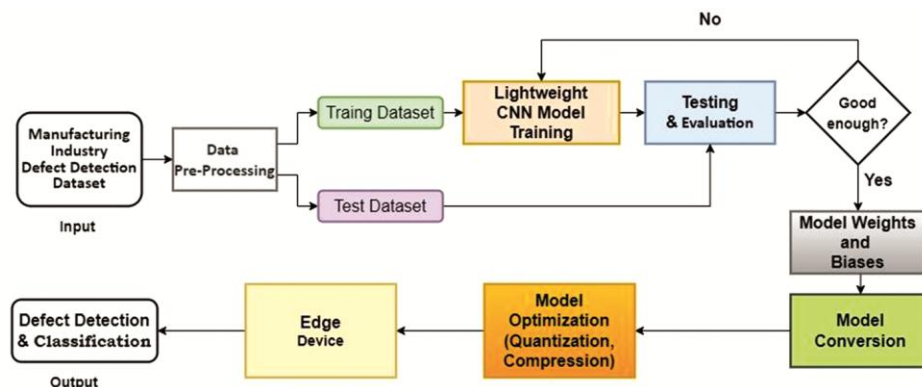 No
Manufacturing
Industry
Defect Detection
Dataset
Input
Data
Pre-Processing
Traing Dataset
Test Dataset
Lightweight
CNN Model
Training
Testing
& Evaluation
Good
enough?
Yes
Model Weights
and
Biases
Model
Conversion
Model
Optimization
(Quantization,
Compression)
Edge
Device
Defect Detection
& Classification
Output